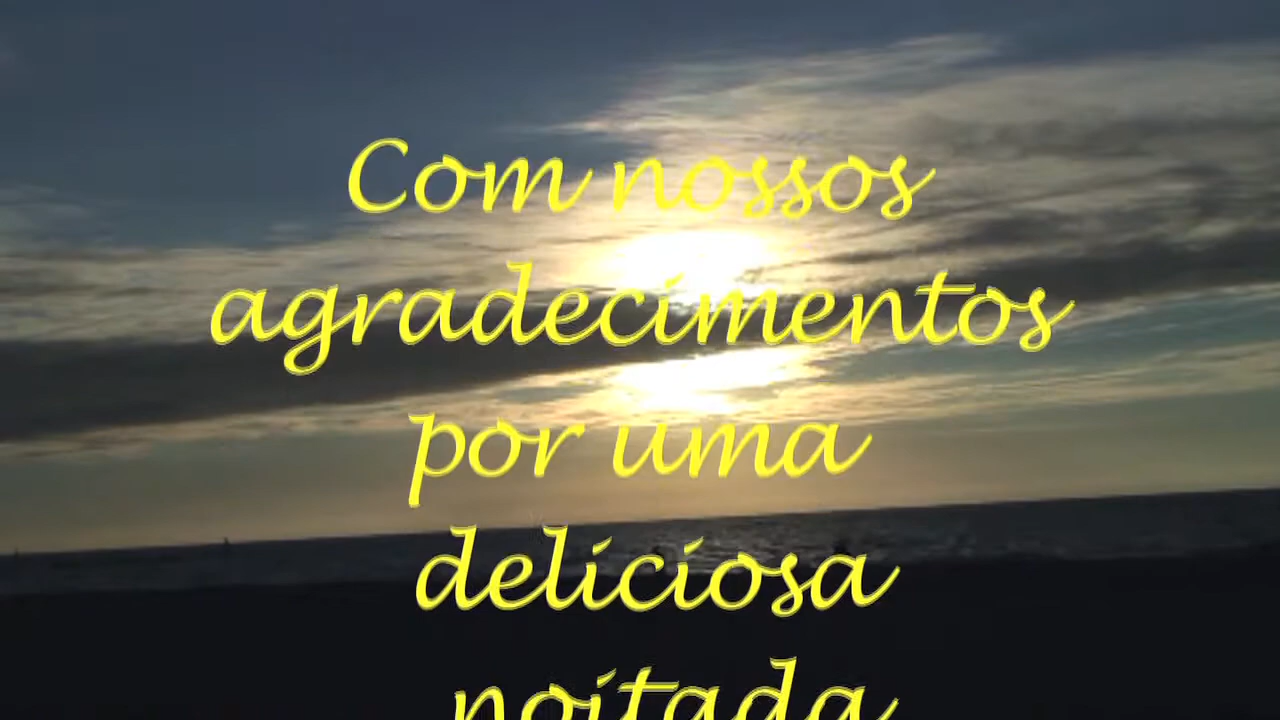 Com nossos
agradecimentos
por uma
deliciosa
noitada